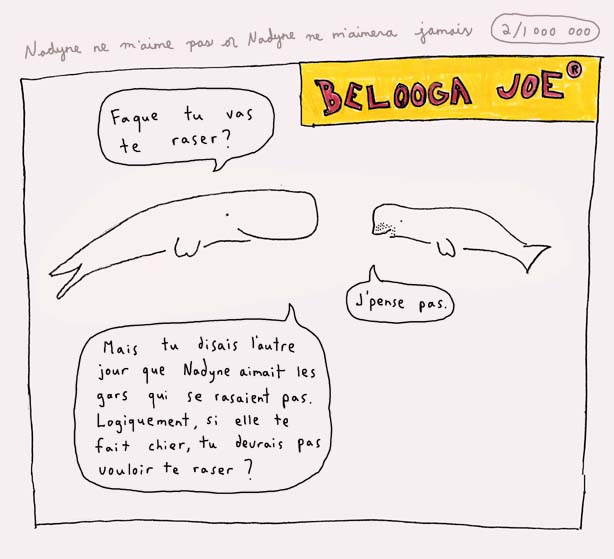 Nadyne ne m'aime pas or Nadyne ne m'aimera jamais 2/1 000 000
BELOOGA JOE®
Faque tu vas
te raser?
J'pense pas.
Mais tu disais l'autre
jour que Nadyne aimait les
gars qui se rasaient pas.
Logiquement, si elle te
fait chier, tu devrais pas
vouloir te raser?